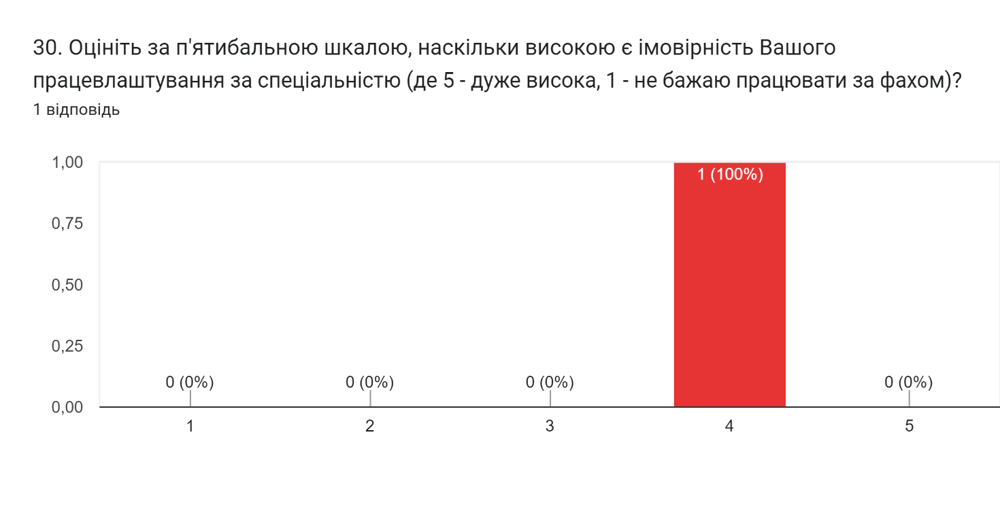 30. Оцініть за п'ятибальною шкалою, наскільки високою є імовірність Вашого
працевлаштування за спеціальністю (де 5 - дуже висока, 1 - не бажаю працювати за фахом)?
1 відповідь
1,00
1 (100%)
0,75
0,50
0,25
0 (0%) 0 (0%) 0 (0%) 0 (0%)
0,00
1 2 3 4 5